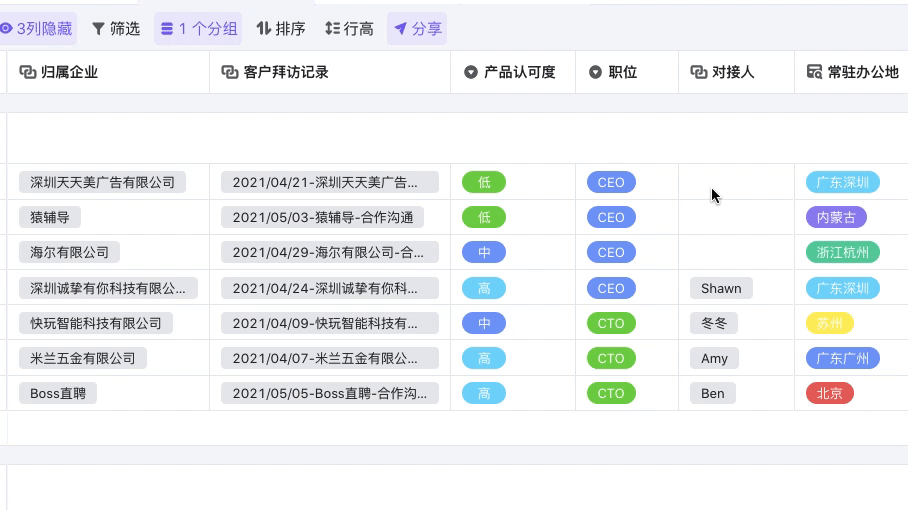 3列隐藏 筛选 1 个分组 排序 行高 分享
归属企业 客户拜访记录 产品认可度 职位 对接人 常驻办公地
深圳天天美广告有限公司 2021/04/21-深圳天天美广告... 低 CEO 广东深圳
猿辅导 2021/05/03-猿辅导-合作沟通 低 CEO 内蒙古
海尔有限公司 2021/04/29-海尔有限公司-合... 中 CEO 浙江杭州
深圳诚挚有你科技有限公... 2021/04/24-深圳诚挚有你科... 高 CEO Shawn 广东深圳
快玩智能科技有限公司 2021/04/09-快玩智能科技有... 中 CTO 冬冬 苏州
米兰五金有限公司 2021/04/07-米兰五金有限公... 高 CTO Amy 广东广州
Boss直聘 2021/05/05-Boss直聘-合作沟... 高 CTO Ben 北京